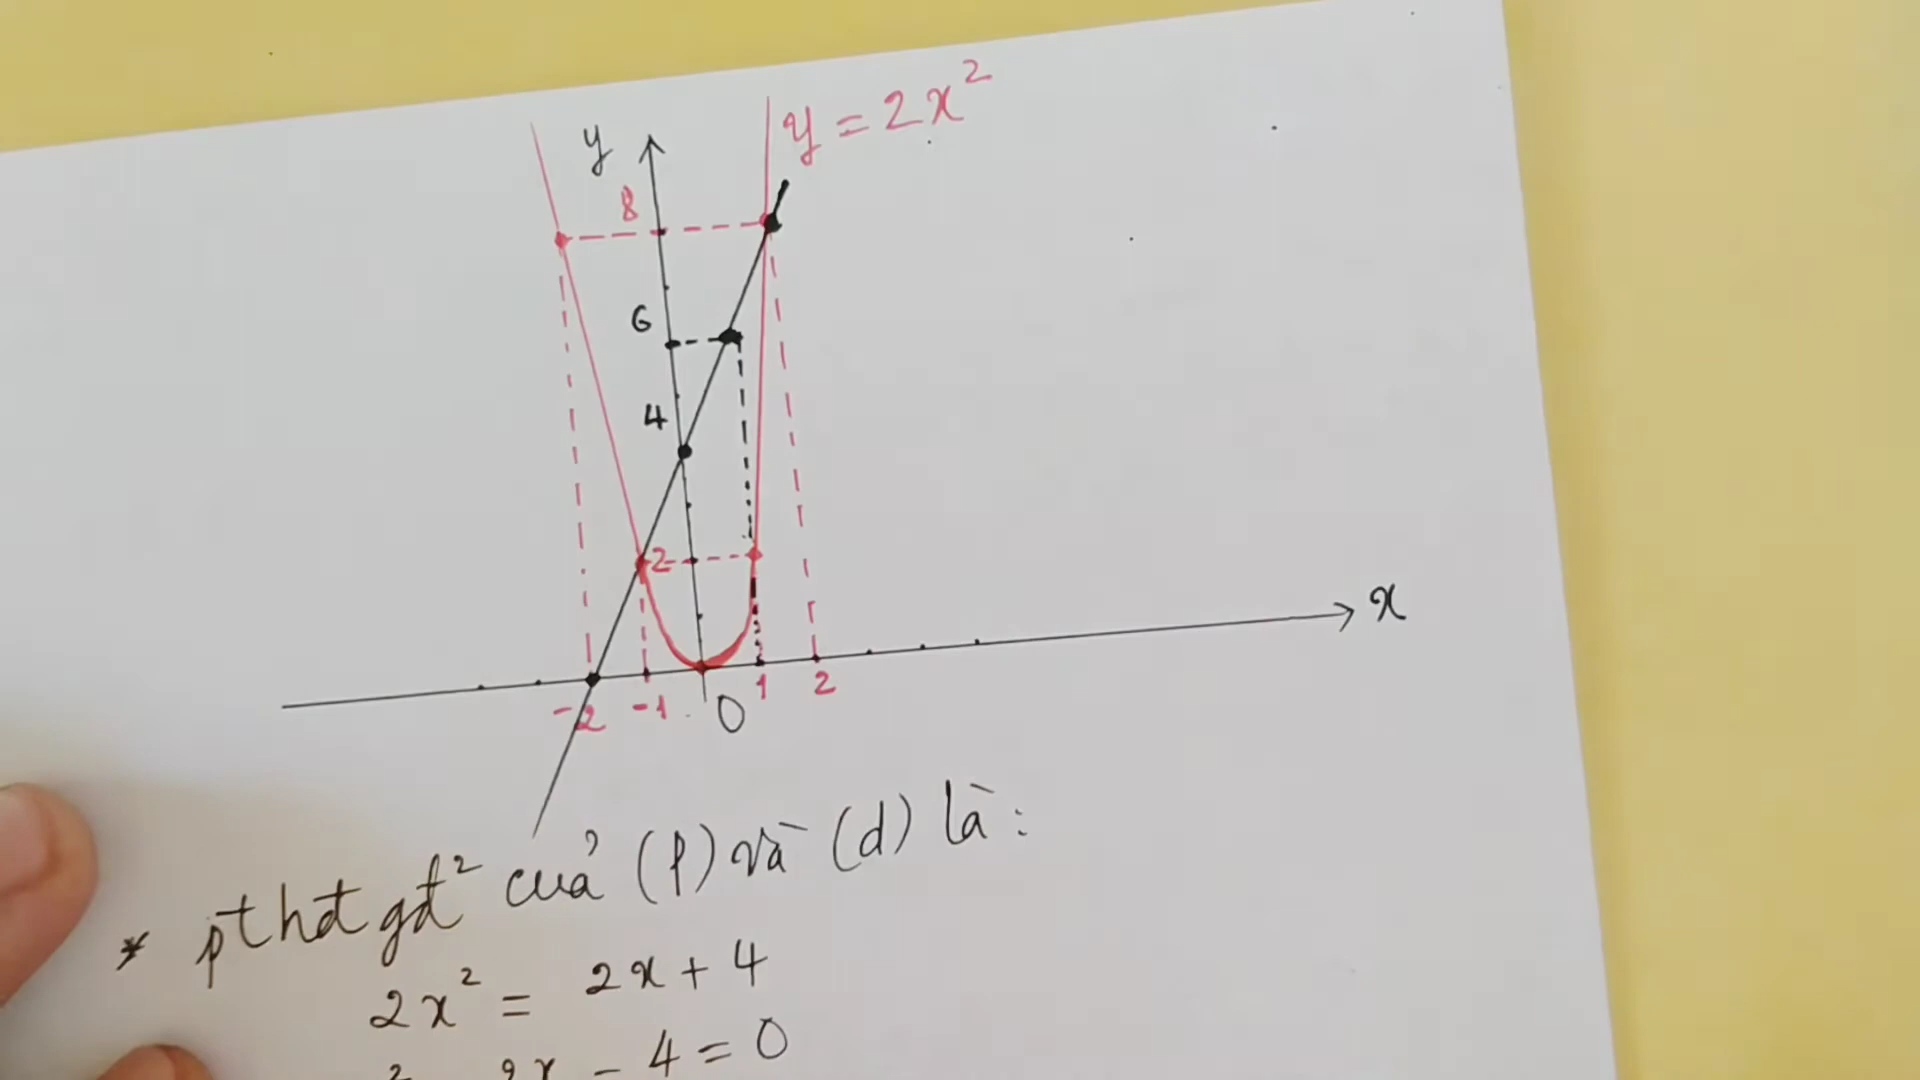 y
y = 2x²
8
6
4
2
x
-2 -1 O 1 2
* pthđ gđ² của (P) và (d) là:
2x² = 2x + 4
2x - 4 = 0